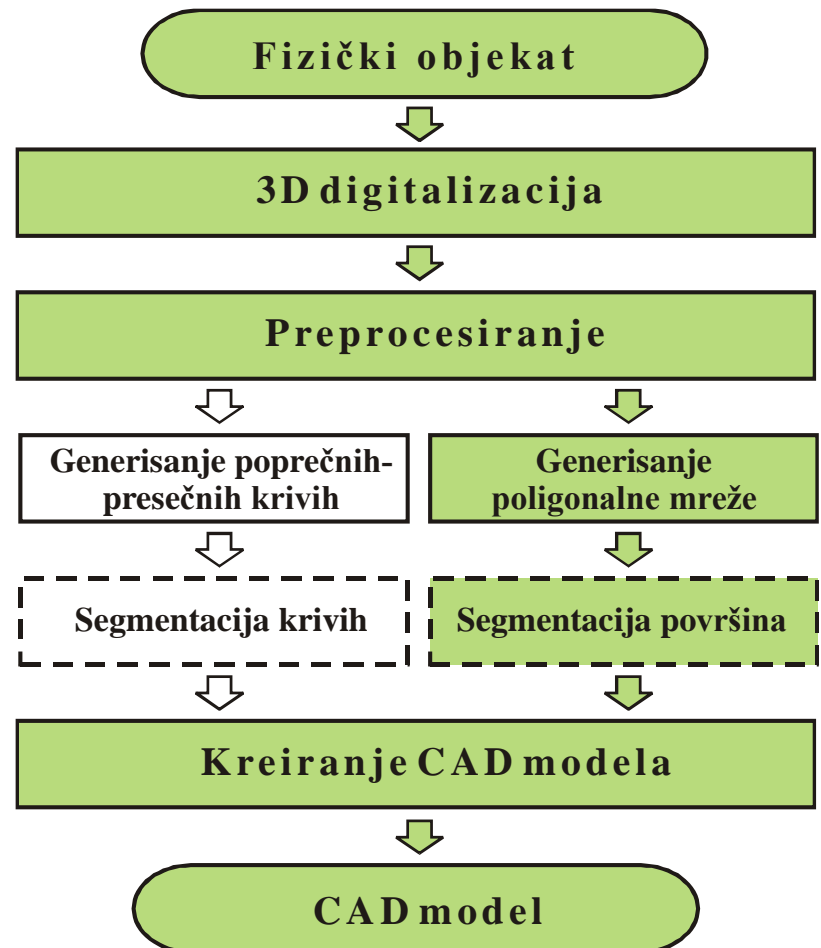 Fizički objekat
3D digitalizacija
Preprocesiranje
Generisanje poprečnih-
presečnih krivih
Generisanje
poligonalne mreže
Segmentacija krivih
Segmentacija površina
Kreiranje CAD modela
CAD model